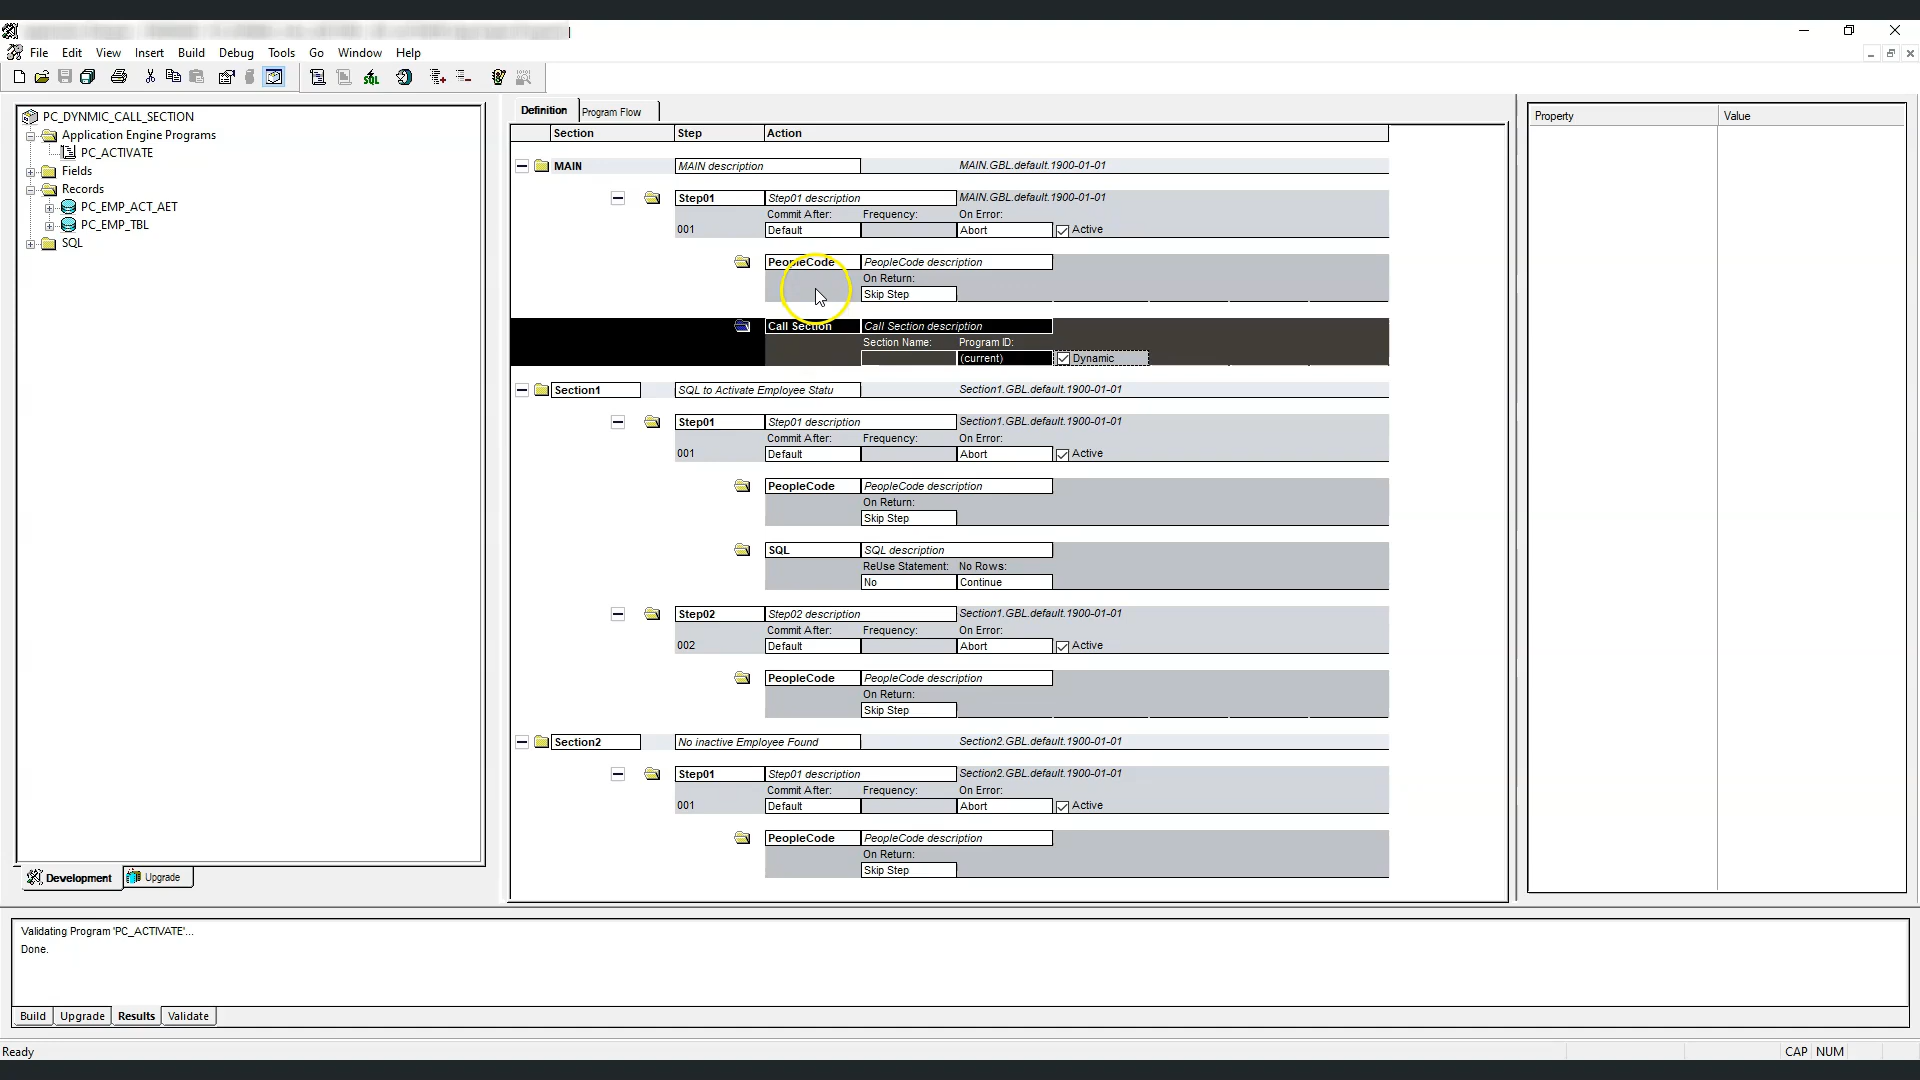 File Edit View Insert Build Debug Tools Go Window Help
SQL
PC_DYNMIC_CALL_SECTION
Application Engine Programs
PC_ACTIVATE
Fields
Records
PC_EMP_ACT_AET
PC_EMP_TBL
SQL
Development Upgrade
Definition Program Flow
Section Step Action
MAIN MAIN description MAIN.GBL.default.1900-01-01
Step01 Step01 description MAIN.GBL.default.1900-01-01
Commit After: Frequency: On Error:
001 Default Abort Active
PeopleCode PeopleCode description
On Return:
Skip Step
Call Section Call Section description
Section Name: Program ID:
(current) Dynamic
Section1 SQL to Activate Employee Statu Section1.GBL.default.1900-01-01
Step01 Step01 description Section1.GBL.default.1900-01-01
Commit After: Frequency: On Error:
001 Default Abort Active
PeopleCode PeopleCode description
On Return:
Skip Step
SQL SQL description
ReUse Statement: No Rows:
No Continue
Step02 Step02 description Section1.GBL.default.1900-01-01
Commit After: Frequency: On Error:
002 Default Abort Active
PeopleCode PeopleCode description
On Return:
Skip Step
Section2 No inactive Employee Found Section2.GBL.default.1900-01-01
Step01 Step01 description Section2.GBL.default.1900-01-01
Commit After: Frequency: On Error:
001 Default Abort Active
PeopleCode PeopleCode description
On Return:
Skip Step
Property Value
Validating Program 'PC_ACTIVATE'...
Done.
Build Upgrade Results Validate
Ready CAP NUM